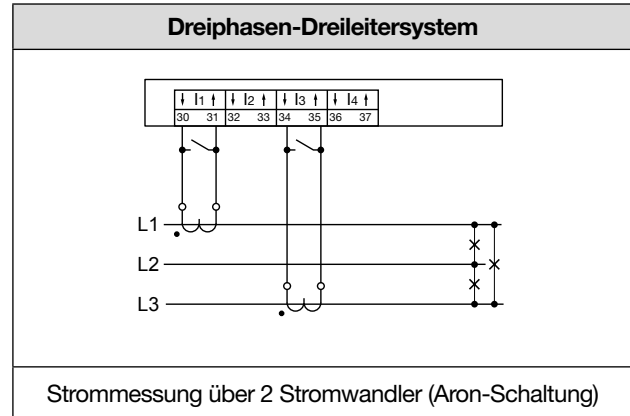 Dreiphasen-Dreileitersystem
↓ I1 ↑ ↓ I2 ↑ ↓ I3 ↑ ↓ I4 ↑
30 31 32 33 34 35 36 37
L1
L2
L3
Strommessung über 2 Stromwandler (Aron-Schaltung)